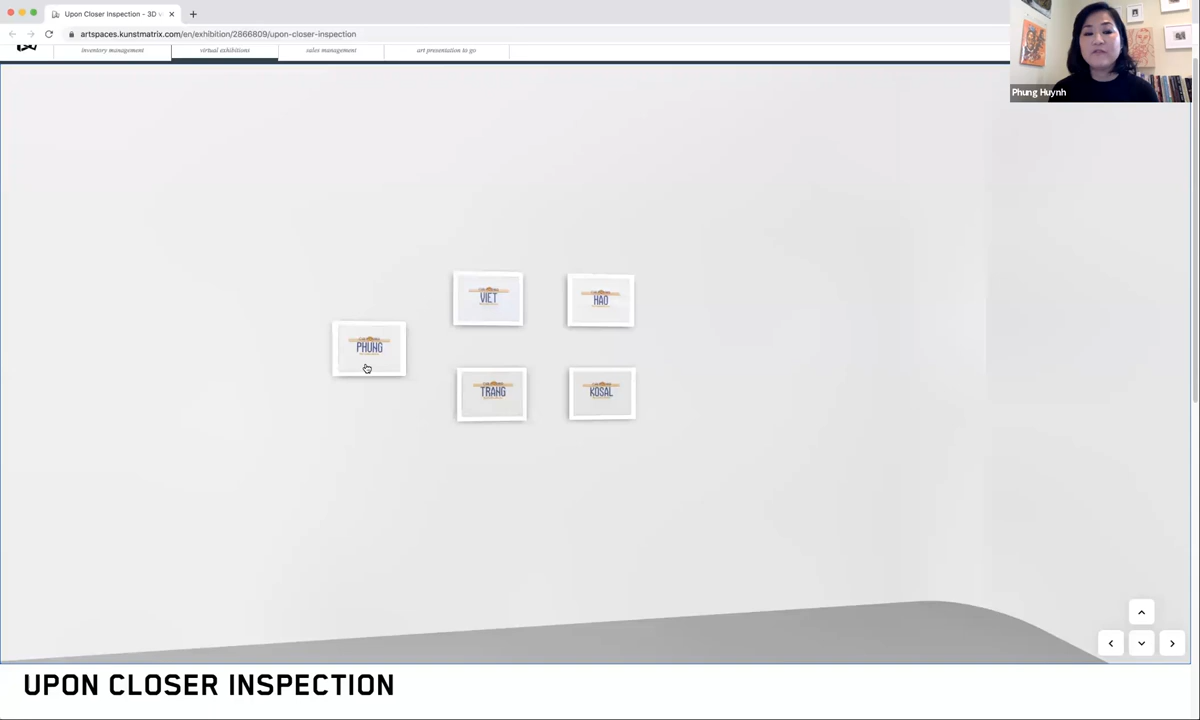 Upon Closer Inspection - 3D
artspaces.kunstmatrix.com/en/exhibition/2866809/upon-closer-inspection
inventory management
virtual exhibitions
sales management
art presentation to go
Phung Huynh
VIET
HAO
PHUNG
TRANG
KOSAL
UPON CLOSER INSPECTION